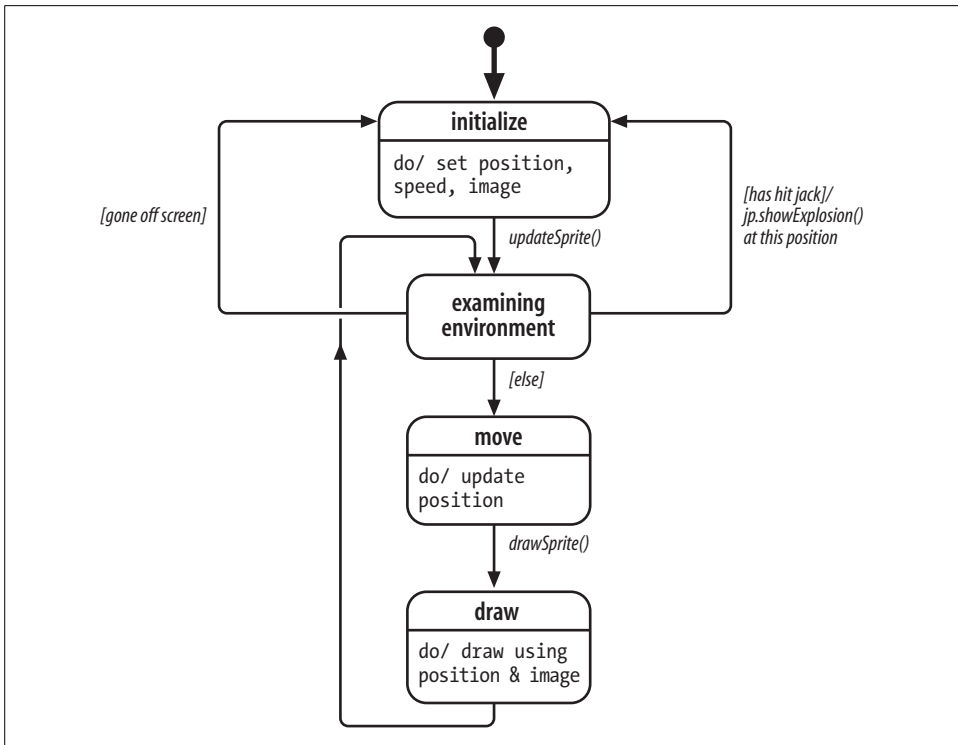 initialize
do/ set position,
speed, image
[gone off screen]
[has hit jack]/
jp.showExplosion()
at this position
updateSprite()
examining
environment
[else]
move
do/ update
position
drawSprite()
draw
do/ draw using
position & image